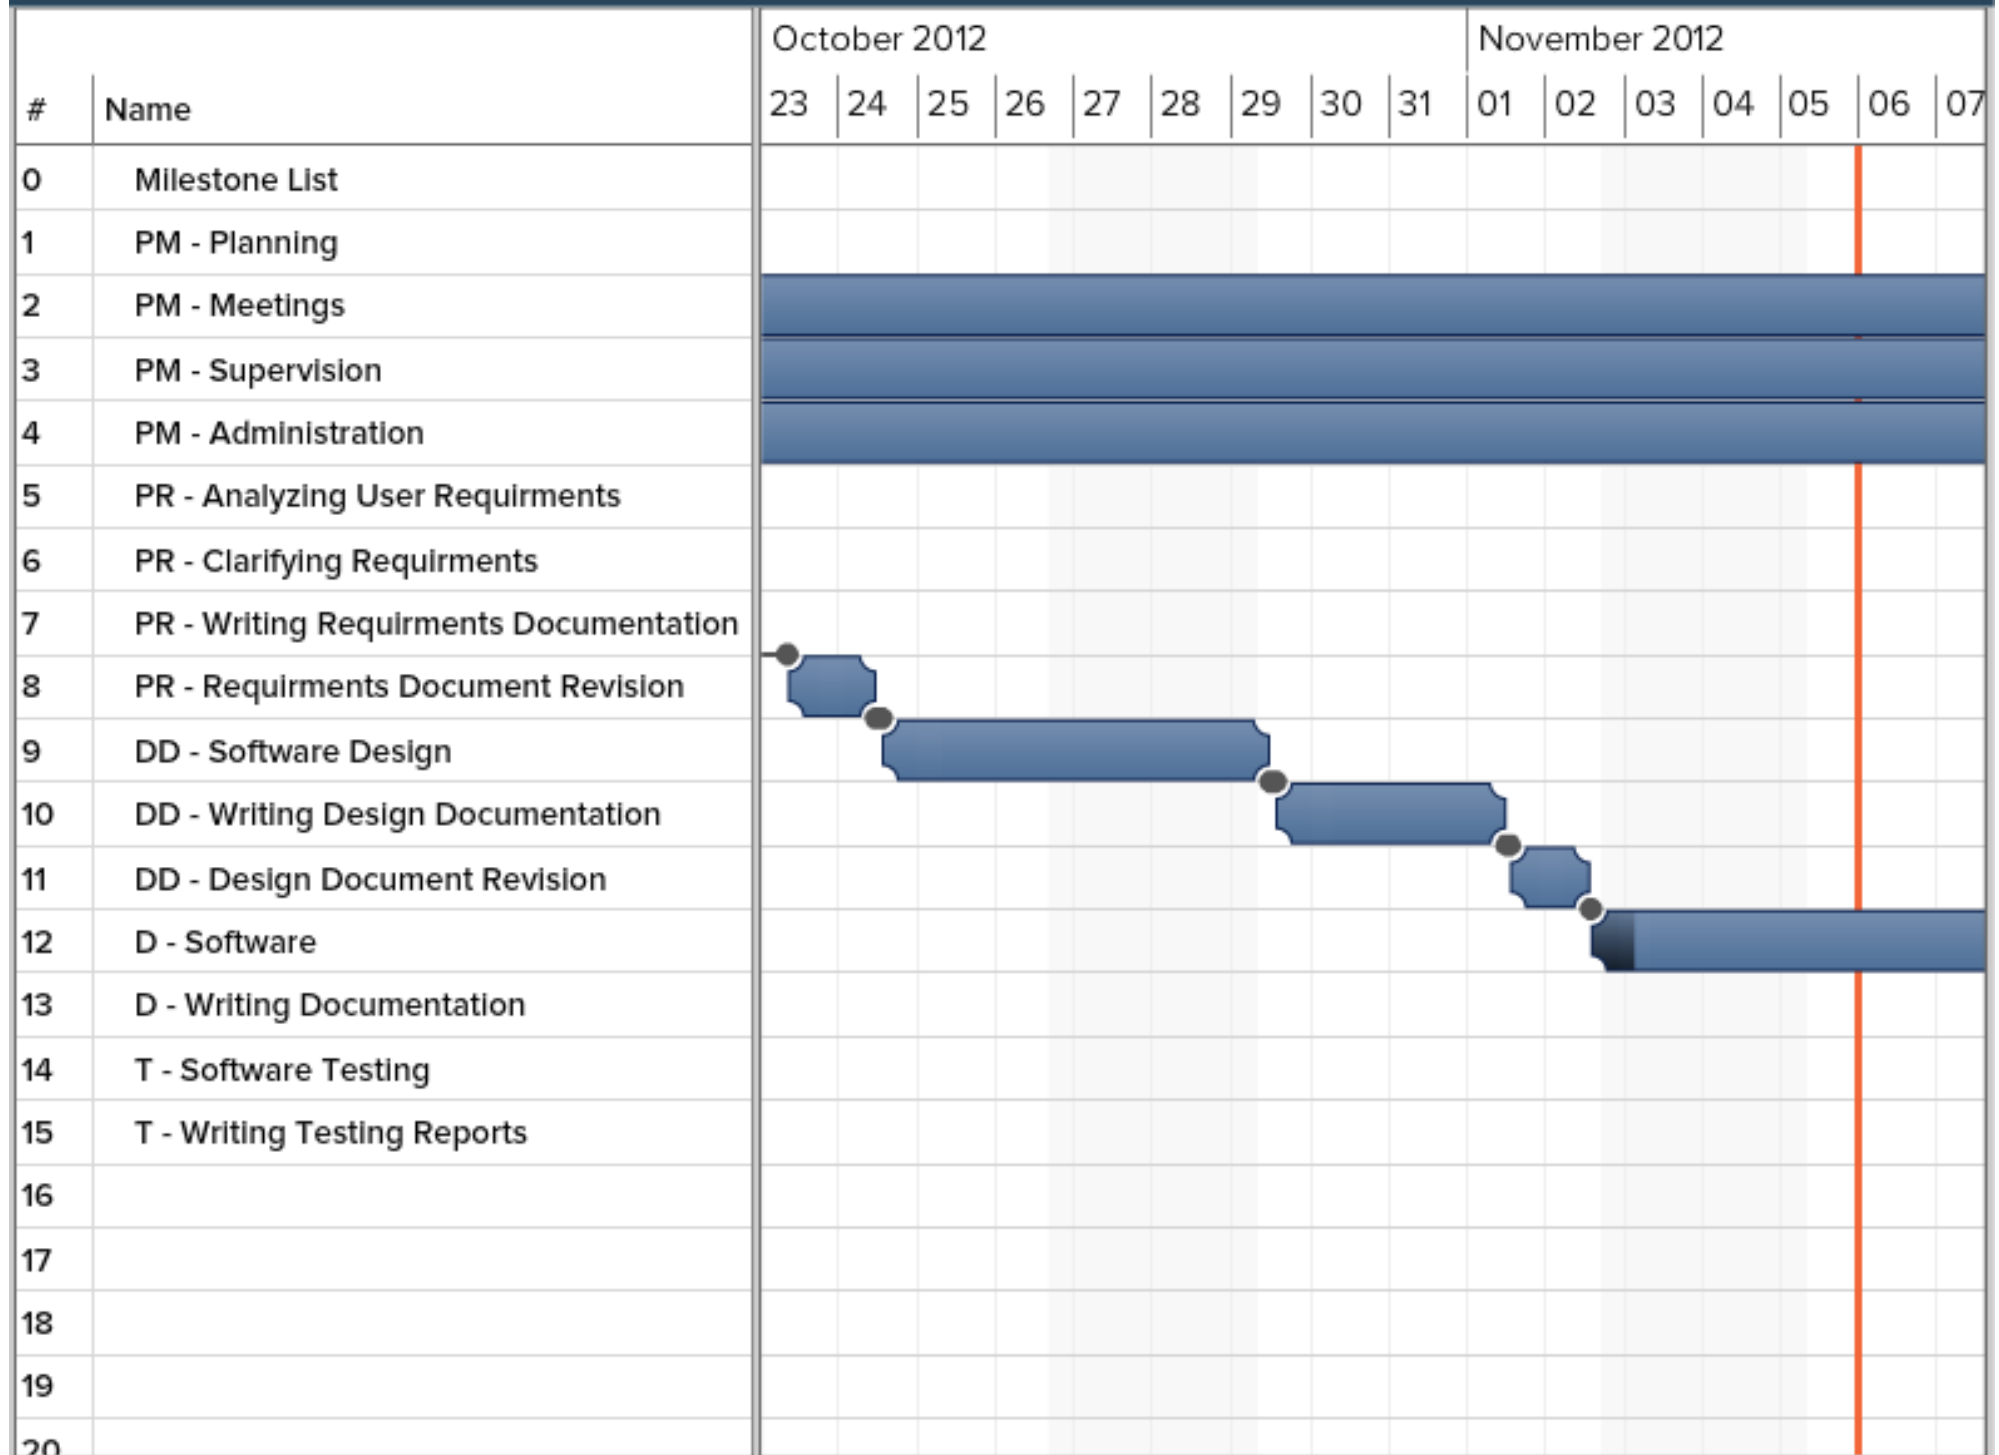 October 2012 November 2012
# Name 23 24 25 26 27 28 29 30 31 01 02 03 04 05 06 07
0 Milestone List
1 PM - Planning
2 PM - Meetings
3 PM - Supervision
4 PM - Administration
5 PR - Analyzing User Requirments
6 PR - Clarifying Requirments
7 PR - Writing Requirments Documentation
8 PR - Requirments Document Revision
9 DD - Software Design
10 DD - Writing Design Documentation
11 DD - Design Document Revision
12 D - Software
13 D - Writing Documentation
14 T - Software Testing
15 T - Writing Testing Reports
16
17
18
19
20